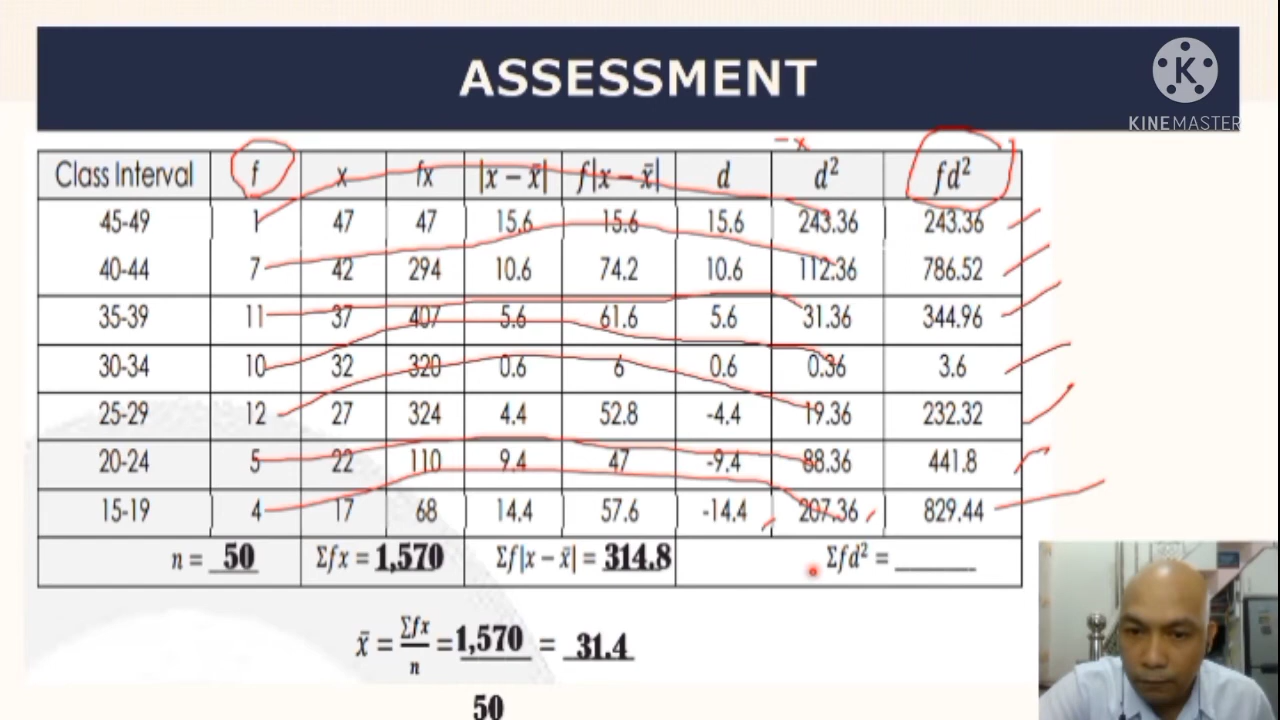 ASSESSMENT
K
KINEMASTER
- x
Class Interval f x fx |x − x̄| f|x − x̄| d d² fd²
45-49 1 47 47 15.6 15.6 15.6 243.36 243.36
40-44 7 42 294 10.6 74.2 10.6 112.36 786.52
35-39 11 37 407 5.6 61.6 5.6 31.36 344.96
30-34 10 32 320 0.6 6 0.6 0.36 3.6
25-29 12 27 324 4.4 52.8 -4.4 19.36 232.32
20-24 5 22 110 9.4 47 -9.4 88.36 441.8
15-19 4 17 68 14.4 57.6 -14.4 207.36 829.44
n = 50 Σfx = 1,570 Σf|x − x̄| = 314.8 Σfd² = ______
x̄ = Σfx/n = 1,570/50 = 31.4